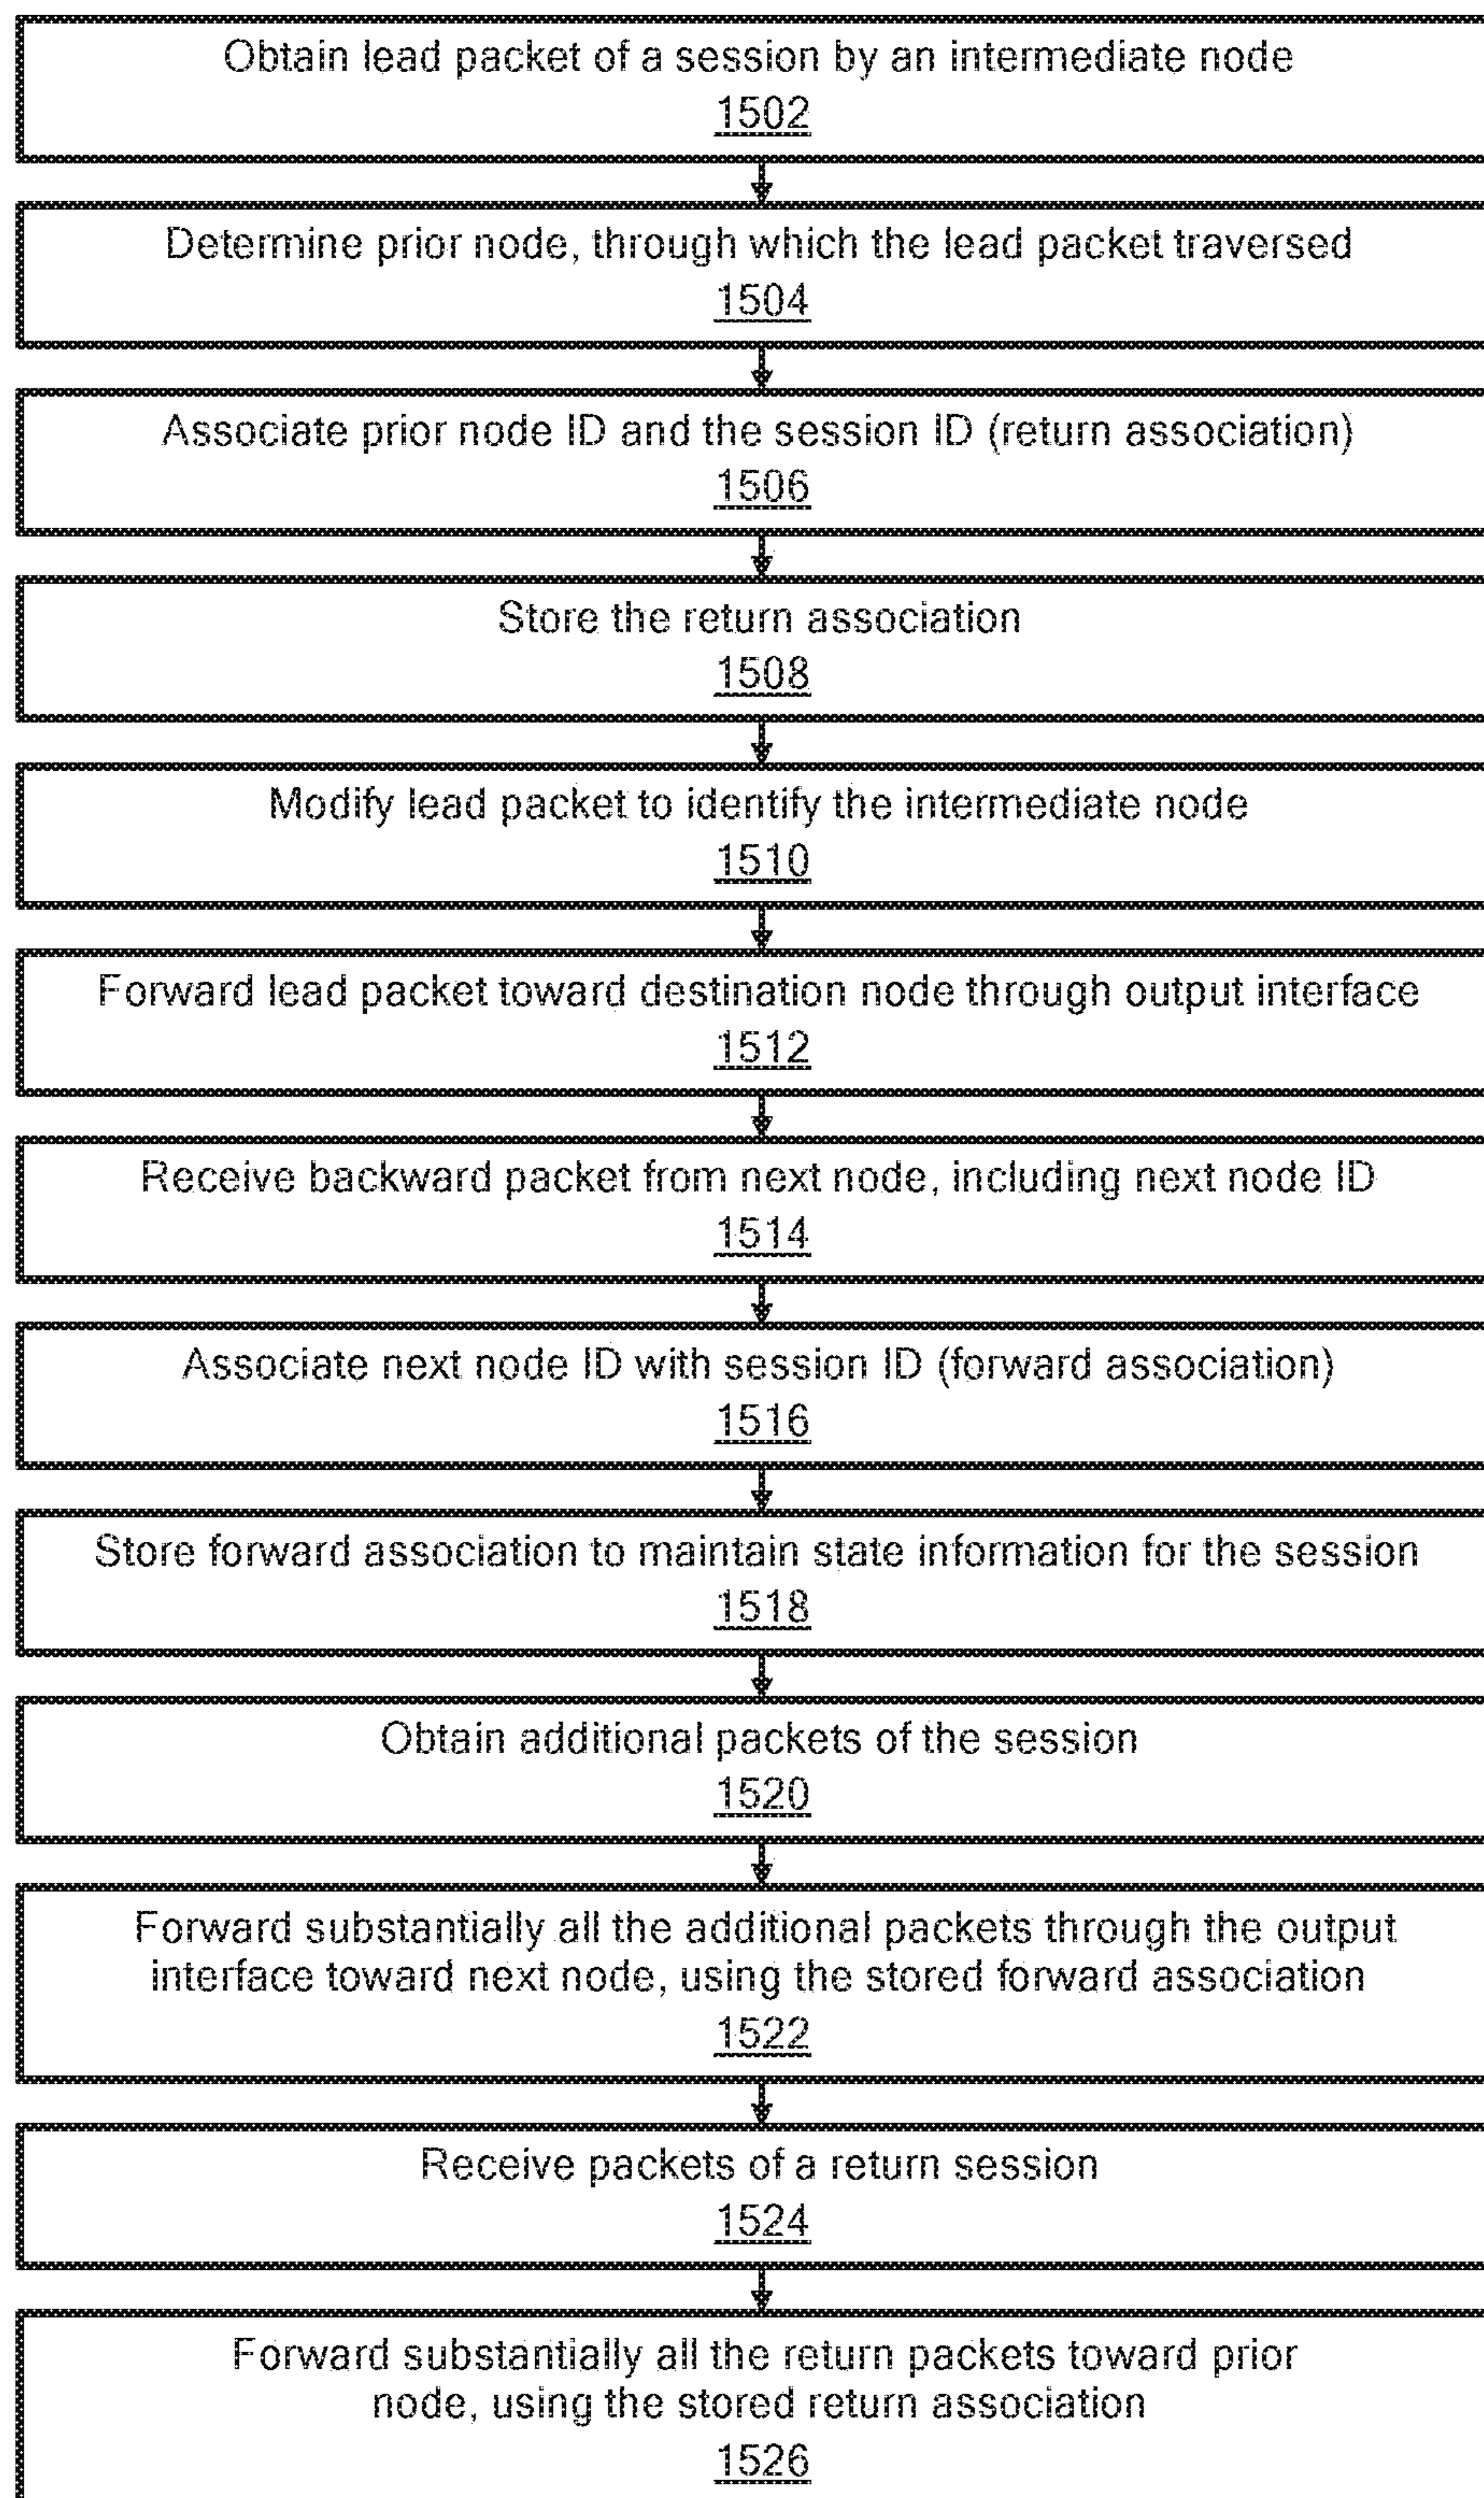 Obtain lead packet of a session by an intermediate node
1502
Determine prior node, through which the lead packet traversed
1504
Associate prior node ID and the session ID (return association)
1506
Store the return association
1508
Modify lead packet to identify the intermediate node
1510
Forward lead packet toward destination node through output interface
1512
Receive backward packet from next node, including next node ID
1514
Associate next node ID with session ID (forward association)
1516
Store forward association to maintain state information for the session
1518
Obtain additional packets of the session
1520
Forward substantially all the additional packets through the output
interface toward next node, using the stored forward association
1522
Receive packets of a return session
1524
Forward substantially all the return packets toward prior
node, using the stored return association
1526